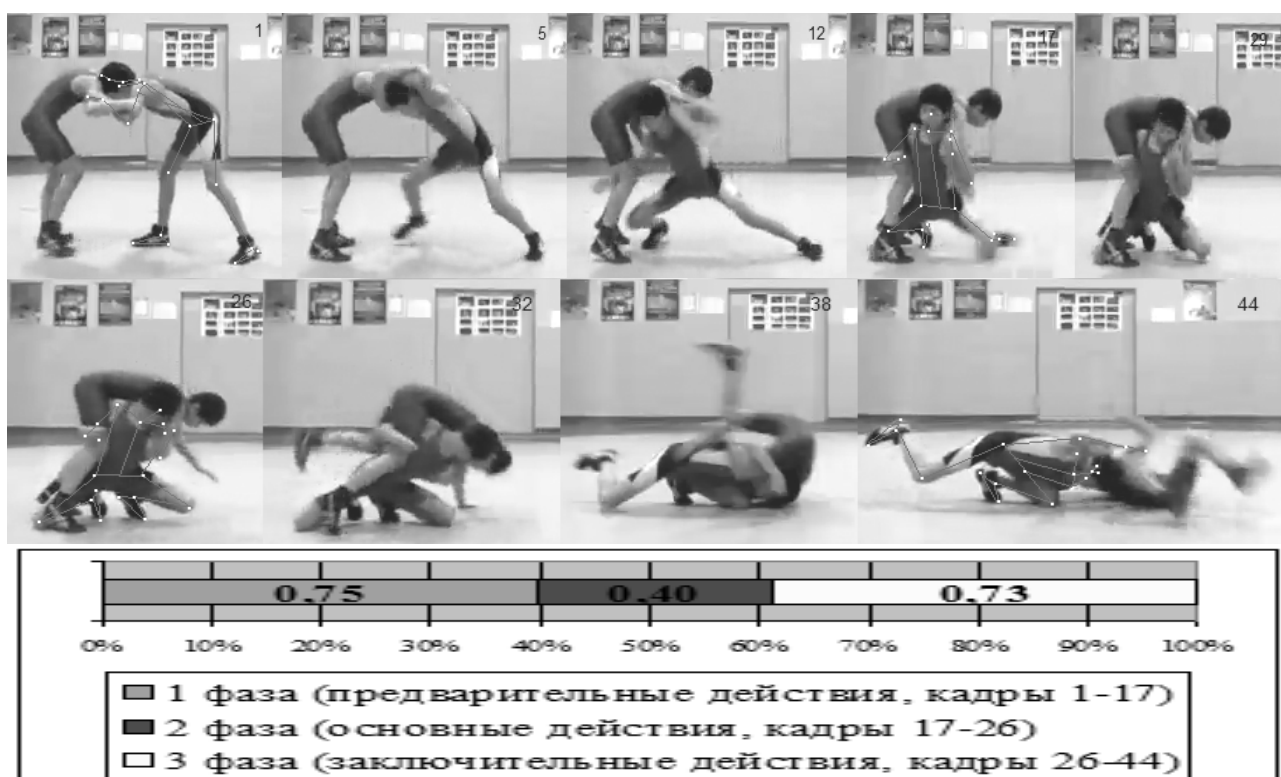 1
5
12
17
29
26
32
38
44
0,75 0,40 0,73
0% 10% 20% 30% 40% 50% 60% 70% 80% 90% 100%
1 фаза (предварительные действия, кадры 1-17)
2 фаза (основные действия, кадры 17-26)
3 фаза (заключительные действия, кадры 26-44)